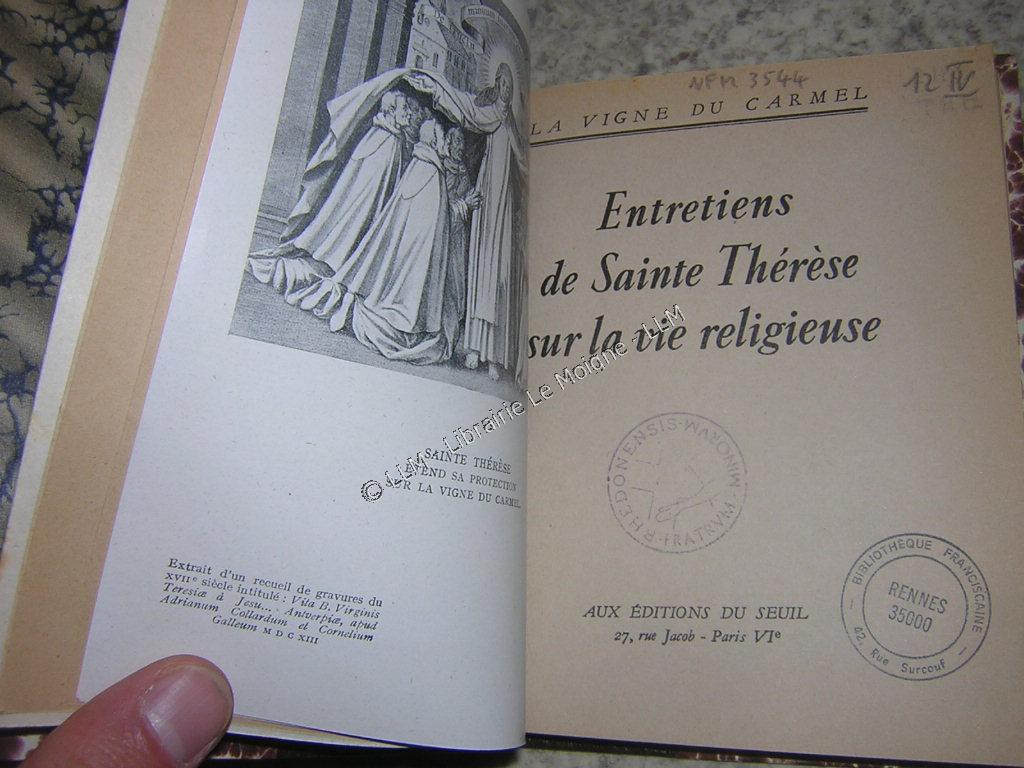 SAINTE THÉRÈSE
ÉTEND SA PROTECTION
SUR LA VIGNE DU CARMEL
Extrait d'un recueil de gravures du
XVIIe siècle intitulé : Vita B. Virginis
Teresiæ à Jesu... Antverpiæ, apud
Adrianum Collardum et Cornelium
Galleum M D C XIII
NFM 3544
12 IV
LA VIGNE DU CARMEL
Entretiens
de Sainte Thérèse
sur la vie religieuse
RHEDONENSIS
FRATRVM MINORVM
AUX ÉDITIONS DU SEUIL
27, rue Jacob - Paris VIe
BIBLIOTHÈQUE FRANCISCAINE
RENNES
35000
42, Rue Surcouf
© LLM - Librairie Le Moigne - LLM